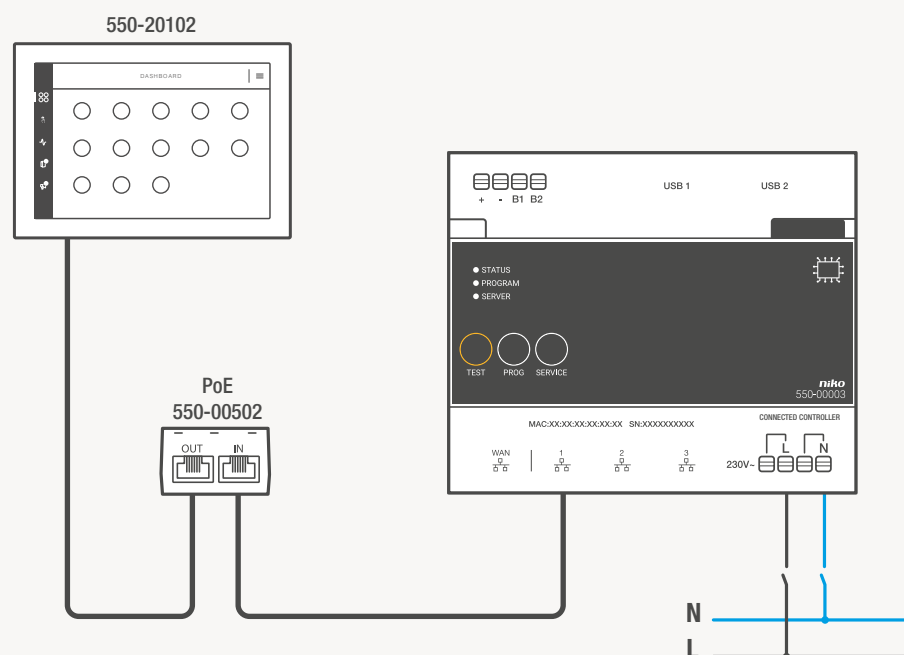 550-20102
DASHBOARD
+ - B1 B2
USB 1
USB 2
STATUS
PROGRAM
SERVER
TEST PROG SERVICE
niko
550-00003
PoE
550-00502
OUT IN
MAC:XX:XX:XX:XX:XX:XX SN:XXXXXXXXXX
CONNECTED CONTROLLER
WAN 1 2 3
230V~ L N
N
L